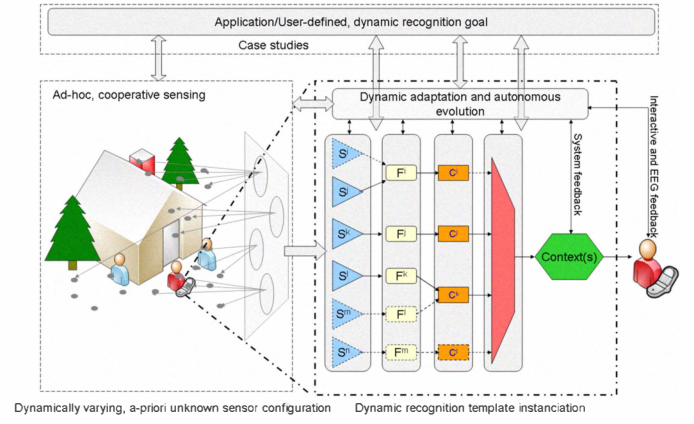 Application/User-defined, dynamic recognition goal
Case studies
Ad-hoc, cooperative sensing
Dynamic adaptation and autonomous
evolution
Interactive and EEG feedback
System feedback
S^i
F^i
C^i
S^j
S^k
F^j
C^j
S^l
F^k
C^k
S^m
F^l
S^n
F^m
Context(s)
Dynamically varying, a-priori unknown sensor configuration
Dynamic recognition template instanciation